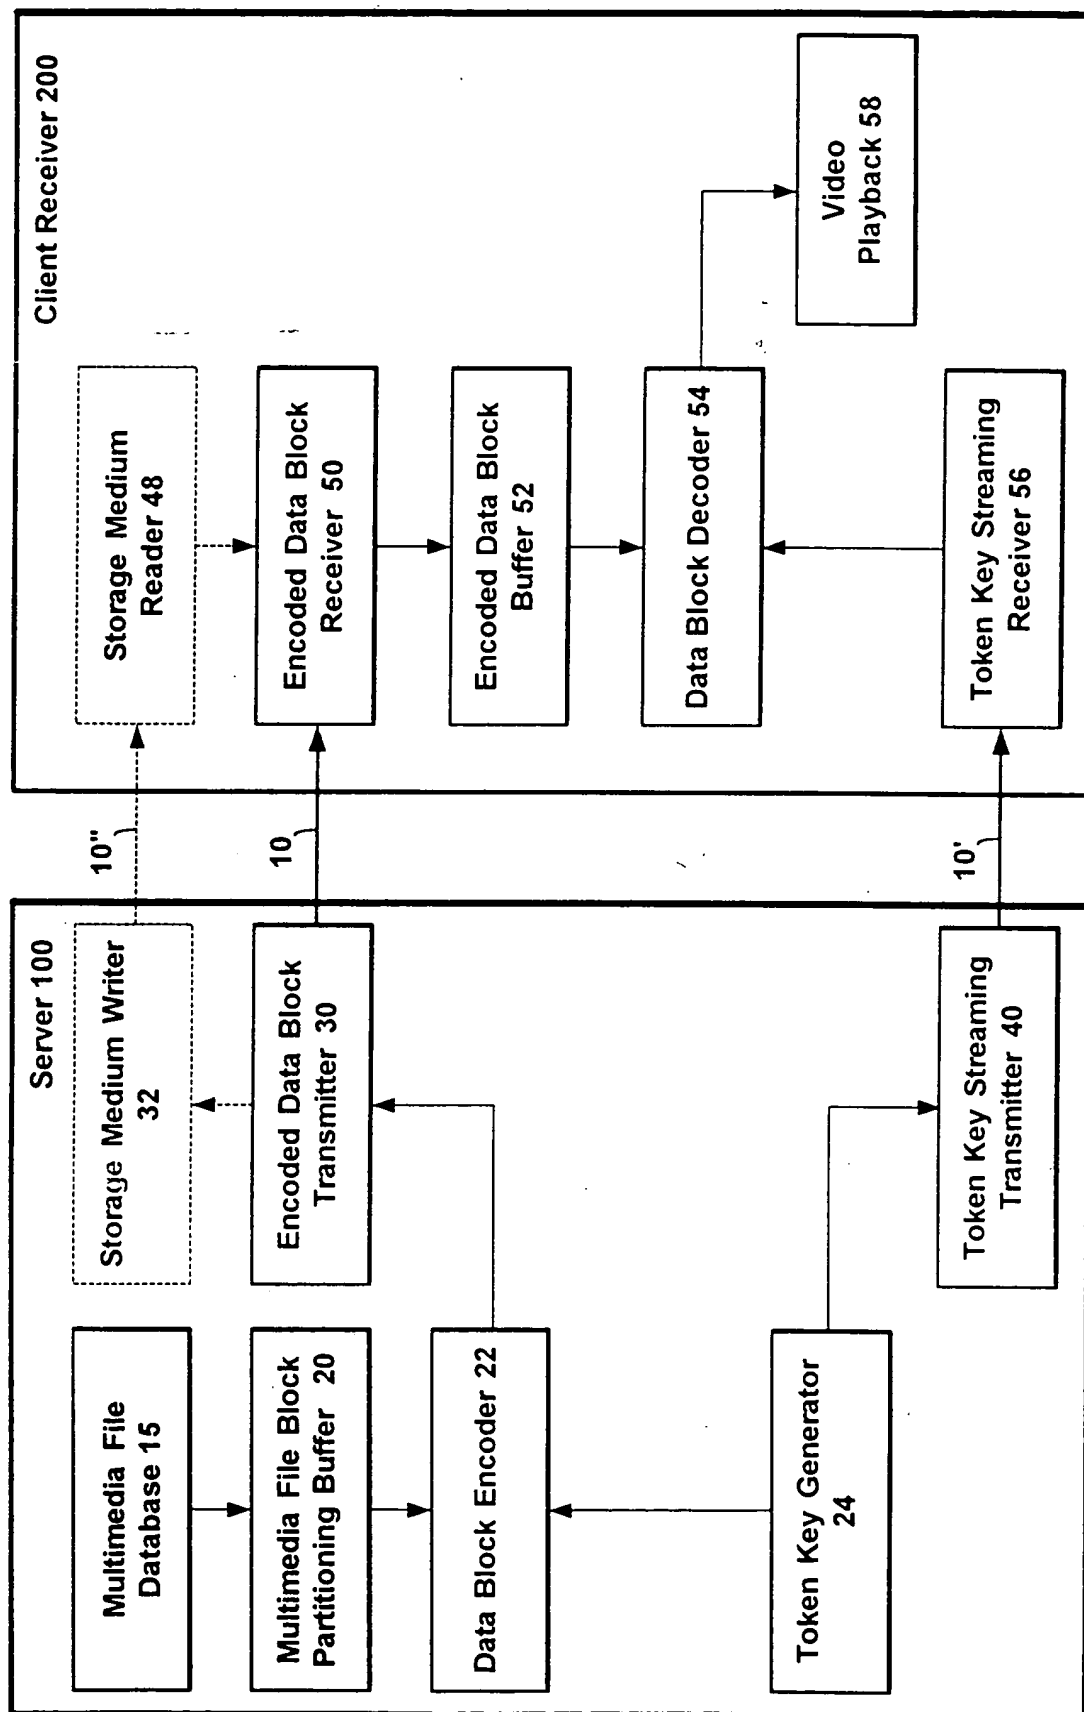 Server 100
Multimedia File
Database 15
Multimedia File Block
Partitioning Buffer 20
Data Block Encoder 22
Token Key Generator
24
Storage Medium Writer
32
Encoded Data Block
Transmitter 30
Token Key Streaming
Transmitter 40
10"
10
10'
Client Receiver 200
Storage Medium
Reader 48
Encoded Data Block
Receiver 50
Encoded Data Block
Buffer 52
Data Block Decoder 54
Token Key Streaming
Receiver 56
Video
Playback 58